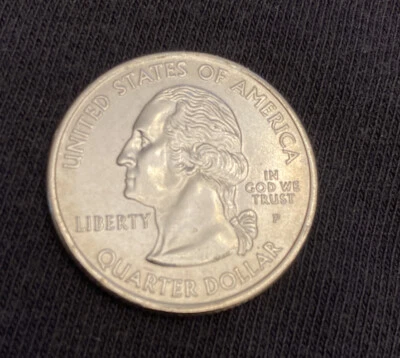 UNITED STATES OF AMERICA
LIBERTY
IN
GOD WE
TRUST
P
QUARTER DOLLAR